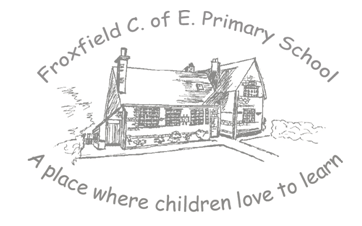 Froxfield C. of E. Primary School
A place where children love to learn